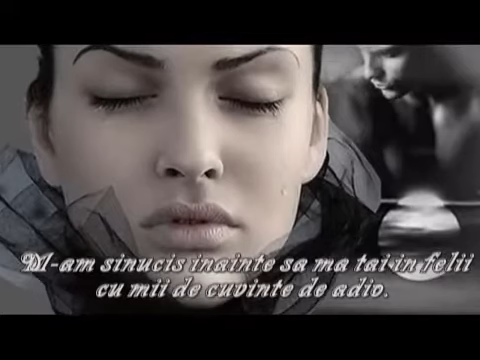 M-am sinucis inainte sa ma tai in felii
cu mii de cuvinte de adio.